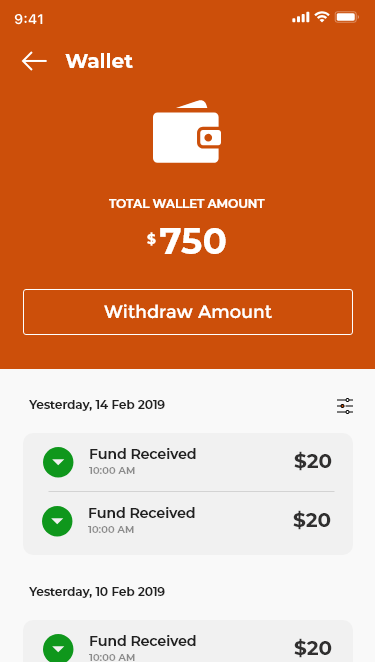 9:41
Wallet
TOTAL WALLET AMOUNT
$750
Withdraw Amount
Yesterday, 14 Feb 2019
Fund Received $20
10:00 AM
Fund Received $20
10:00 AM
Yesterday, 10 Feb 2019
Fund Received $20
10:00 AM